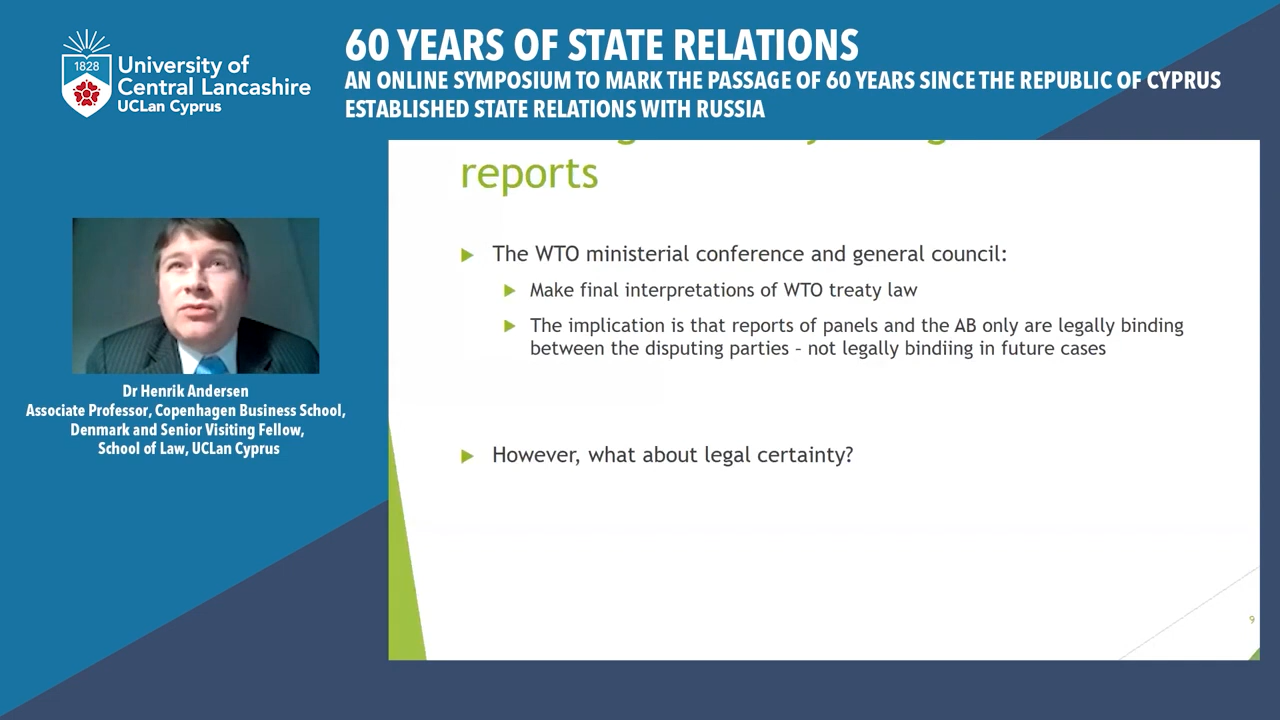 60 YEARS OF STATE RELATIONS
AN ONLINE SYMPOSIUM TO MARK THE PASSAGE OF 60 YEARS SINCE THE REPUBLIC OF CYPRUS
ESTABLISHED STATE RELATIONS WITH RUSSIA
1828
University of
Central Lancashire
UCLan Cyprus
Dr Henrik Andersen
Associate Professor, Copenhagen Business School,
Denmark and Senior Visiting Fellow,
School of Law, UCLan Cyprus
reports
The WTO ministerial conference and general council:
Make final interpretations of WTO treaty law
The implication is that reports of panels and the AB only are legally binding
between the disputing parties – not legally bindiing in future cases
However, what about legal certainty?
9